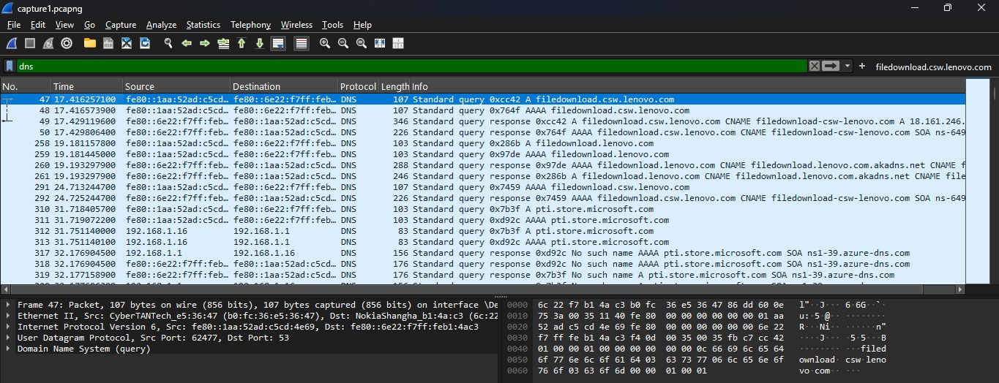 capture1.pcapng
File Edit View Go Capture Analyze Statistics Telephony Wireless Tools Help
dns filedownload.csw.lenovo.com
No. Time Source Destination Protocol Length Info
47 17.416257100 fe80::1aa:52ad:c5cd… fe80::6e22:f7ff:feb… DNS 107 Standard query 0xcc42 A filedownload.csw.lenovo.com
48 17.416573900 fe80::1aa:52ad:c5cd… fe80::6e22:f7ff:feb… DNS 107 Standard query 0x764f AAAA filedownload.csw.lenovo.com
49 17.429119600 fe80::6e22:f7ff:feb… fe80::1aa:52ad:c5cd… DNS 346 Standard query response 0xcc42 A filedownload.csw.lenovo.com CNAME filedownload-csw-lenovo.com A 18.161.246.
50 17.429806400 fe80::6e22:f7ff:feb… fe80::1aa:52ad:c5cd… DNS 226 Standard query response 0x764f AAAA filedownload.csw.lenovo.com CNAME filedownload-csw-lenovo.com SOA ns-649
258 19.181157800 fe80::1aa:52ad:c5cd… fe80::6e22:f7ff:feb… DNS 103 Standard query 0x286b A filedownload.lenovo.com
259 19.181445000 fe80::1aa:52ad:c5cd… fe80::6e22:f7ff:feb… DNS 103 Standard query 0x97de AAAA filedownload.lenovo.com
260 19.193297900 fe80::6e22:f7ff:feb… fe80::1aa:52ad:c5cd… DNS 288 Standard query response 0x97de AAAA filedownload.lenovo.com CNAME filedownload.lenovo.com.akadns.net CNAME f
261 19.193297900 fe80::6e22:f7ff:feb… fe80::1aa:52ad:c5cd… DNS 246 Standard query response 0x286b A filedownload.lenovo.com CNAME filedownload.lenovo.com.akadns.net CNAME file
291 24.713244700 fe80::1aa:52ad:c5cd… fe80::6e22:f7ff:feb… DNS 107 Standard query 0x7459 AAAA filedownload.csw.lenovo.com
292 24.725244700 fe80::6e22:f7ff:feb… fe80::1aa:52ad:c5cd… DNS 226 Standard query response 0x7459 AAAA filedownload.csw.lenovo.com CNAME filedownload-csw-lenovo.com SOA ns-649
310 31.718405700 fe80::1aa:52ad:c5cd… fe80::6e22:f7ff:feb… DNS 103 Standard query 0x7b3f A pti.store.microsoft.com
311 31.719072200 fe80::1aa:52ad:c5cd… fe80::6e22:f7ff:feb… DNS 103 Standard query 0xd92c AAAA pti.store.microsoft.com
312 31.751140000 192.168.1.16 192.168.1.1 DNS 83 Standard query 0x7b3f A pti.store.microsoft.com
313 31.751140100 192.168.1.16 192.168.1.1 DNS 83 Standard query 0xd92c AAAA pti.store.microsoft.com
317 32.176904500 192.168.1.1 192.168.1.16 DNS 156 Standard query response 0xd92c No such name AAAA pti.store.microsoft.com SOA ns1-39.azure-dns.com
318 32.176904500 fe80::6e22:f7ff:feb… fe80::1aa:52ad:c5cd… DNS 176 Standard query response 0xd92c No such name AAAA pti.store.microsoft.com SOA ns1-39.azure-dns.com
319 32.177158900 fe80::6e22:f7ff:feb… fe80::1aa:52ad:c5cd… DNS 176 Standard query response 0x7b3f No such name A pti.store.microsoft.com SOA ns1-39.azure-dns.com
Frame 47: Packet, 107 bytes on wire (856 bits), 107 bytes captured (856 bits) on interface \De
Ethernet II, Src: CyberTANTech_e5:36:47 (b0:fc:36:e5:36:47), Dst: NokiaShangha_b1:4a:c3 (6c:22
Internet Protocol Version 6, Src: fe80::1aa:52ad:c5cd:4e69, Dst: fe80::6e22:f7ff:feb1:4ac3
User Datagram Protocol, Src Port: 62477, Dst Port: 53
Domain Name System (query)
0000 6c 22 f7 b1 4a c3 b0 fc 36 e5 36 47 86 dd 60 0e l"··J··· 6·6G··`·
0010 75 3a 00 35 11 40 fe 80 00 00 00 00 00 00 01 aa u:·5·@·· ········
0020 52 ad c5 cd 4e 69 fe 80 00 00 00 00 00 00 6e 22 R···Ni·· ······n"
0030 f7 ff fe b1 4a c3 f4 0d 00 35 00 35 fb c7 cc 42 ····J··· ·5·5···B
0040 01 00 00 01 00 00 00 00 00 00 0c 66 69 6c 65 64 ········ ···filed
0050 6f 77 6e 6c 6f 61 64 03 63 73 77 06 6c 65 6e 6f ownload· csw·leno
0060 76 6f 03 63 6f 6d 00 00 01 00 01 vo·com·· ···